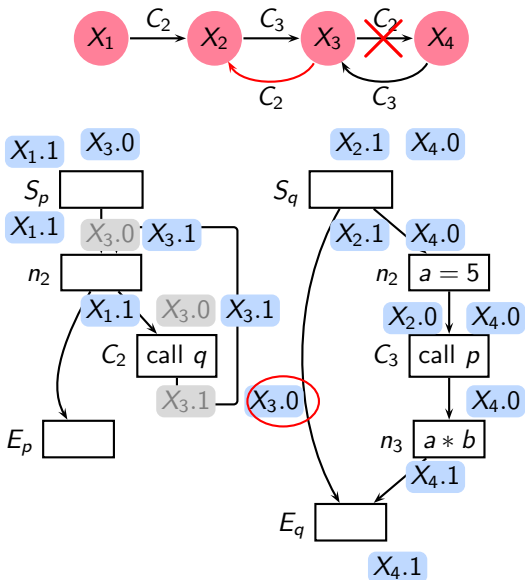 C₂ C₃ C₂
X₁ X₂ X₃ X₄
C₂ C₃
X₁.1 X₃.0
Sₚ
X₁.1 X₃.0 X₃.1
n₂
X₁.1 X₃.0 X₃.1
C₂ call q
X₃.1
Eₚ
X₂.1 X₄.0
S_q
X₂.1 X₄.0
n₂ a = 5
X₂.0 X₄.0
C₃ call p
X₃.0 X₄.0
n₃ a ∗ b
X₄.1
E_q
X₄.1